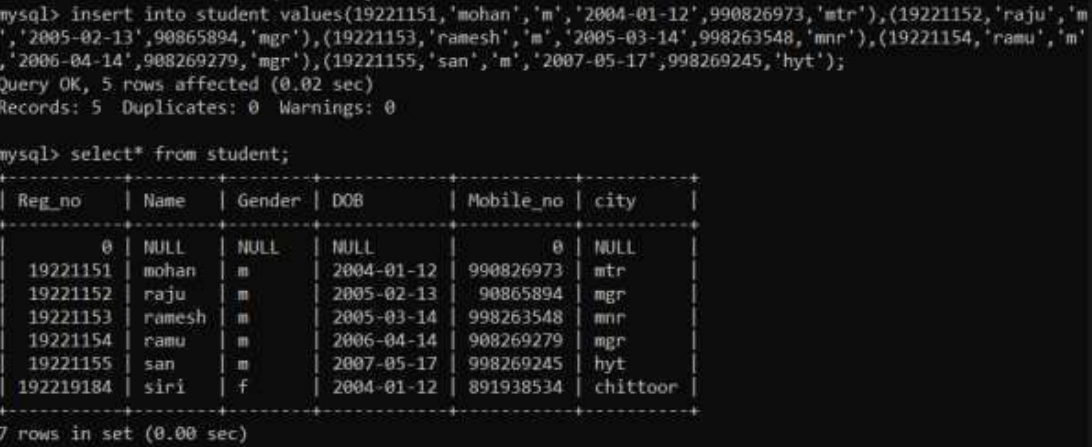 mysql> insert into student values(19221151,'mohan','m','2004-01-12',990826973,'mtr'),(19221152,'raju','m
','2005-02-13',90865894,'mgr'),(19221153,'ramesh','m','2005-03-14',998263548,'mnr'),(19221154,'ramu','m'
,'2006-04-14',908269279,'mgr'),(19221155,'san','m','2007-05-17',998269245,'hyt');
Query OK, 5 rows affected (0.02 sec)
Records: 5  Duplicates: 0  Warnings: 0
mysql> select* from student;
+-----------+--------+--------+------------+-----------+----------+
| Reg_no    | Name   | Gender | DOB        | Mobile_no | city     |
+-----------+--------+--------+------------+-----------+----------+
|         0 | NULL   | NULL   | NULL       |         0 | NULL     |
|  19221151 | mohan  | m      | 2004-01-12 | 990826973 | mtr      |
|  19221152 | raju   | m      | 2005-02-13 |  90865894 | mgr      |
|  19221153 | ramesh | m      | 2005-03-14 | 998263548 | mnr      |
|  19221154 | ramu   | m      | 2006-04-14 | 908269279 | mgr      |
|  19221155 | san    | m      | 2007-05-17 | 998269245 | hyt      |
| 192219184 | siri   | f      | 2004-01-12 | 891938534 | chittoor |
+-----------+--------+--------+------------+-----------+----------+
7 rows in set (0.00 sec)